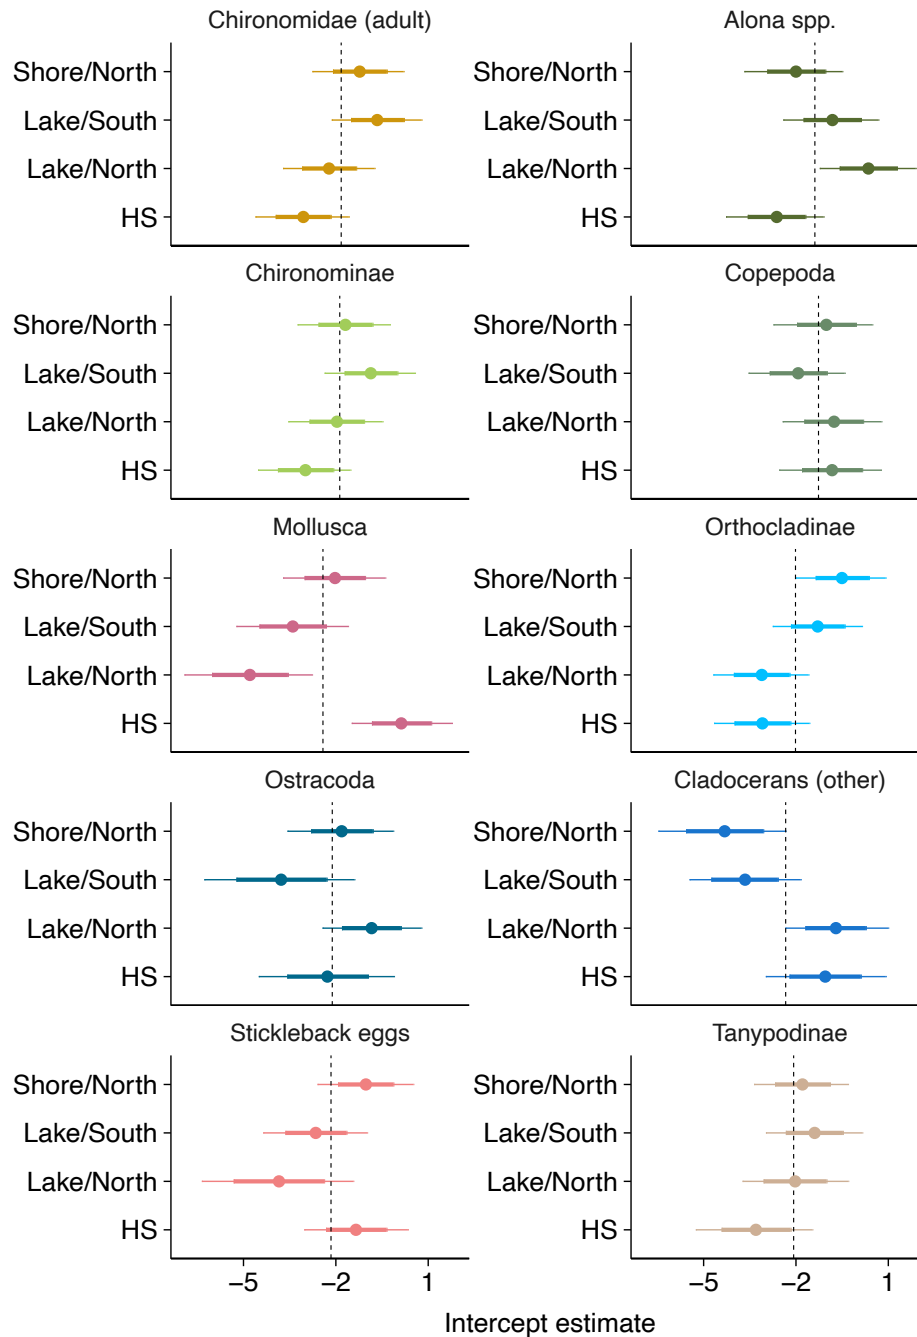 Chironomidae (adult)
Shore/North
Lake/South
Lake/North
HS
Alona spp.
Shore/North
Lake/South
Lake/North
HS
Chironominae
Shore/North
Lake/South
Lake/North
HS
Copepoda
Shore/North
Lake/South
Lake/North
HS
Mollusca
Shore/North
Lake/South
Lake/North
HS
Orthocladinae
Shore/North
Lake/South
Lake/North
HS
Ostracoda
Shore/North
Lake/South
Lake/North
HS
Cladocerans (other)
Shore/North
Lake/South
Lake/North
HS
Stickleback eggs
Shore/North
Lake/South
Lake/North
HS
−5 −2 1
Tanypodinae
Shore/North
Lake/South
Lake/North
HS
−5 −2 1
Intercept estimate